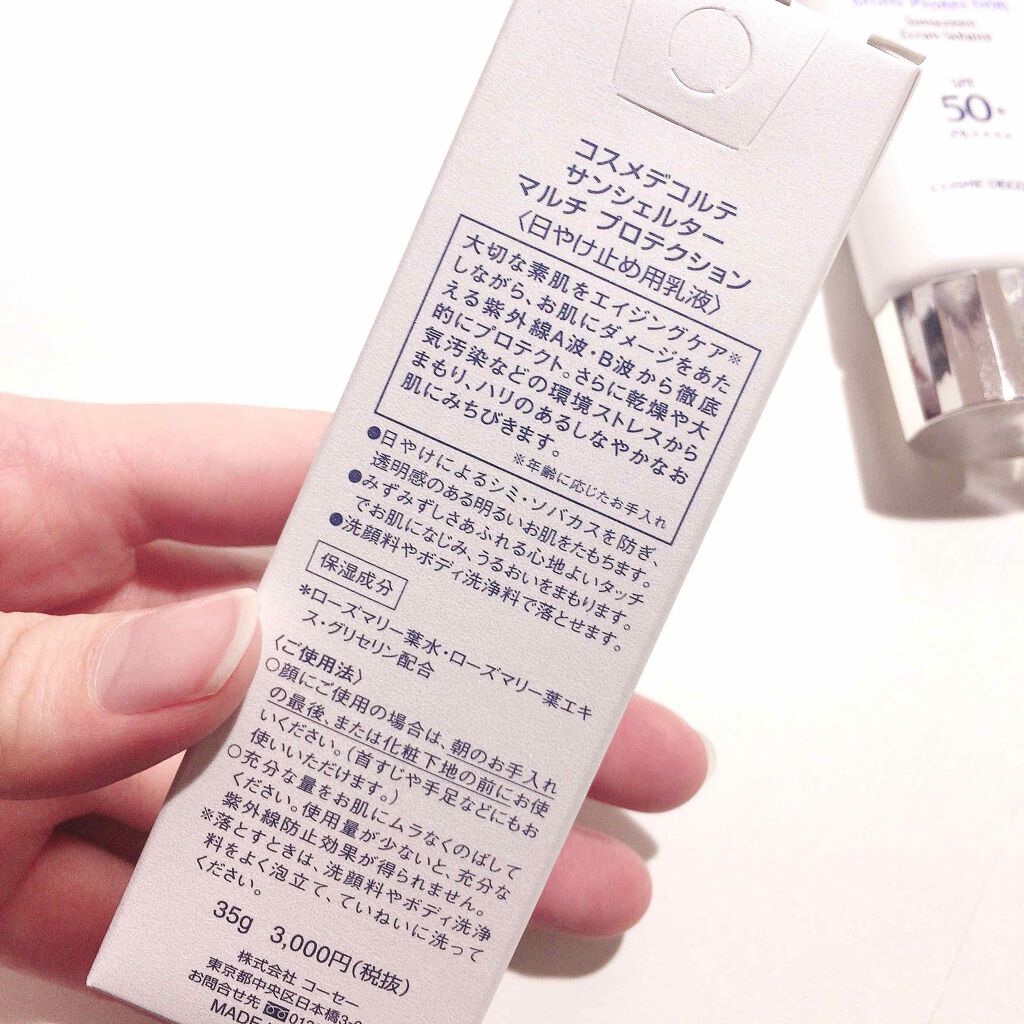 コスメデコルテ
サンシェルター
マルチ プロテクション
〈日やけ止め用乳液〉
大切な素肌をエイジングケア※
しながら、お肌にダメージをあた
える紫外線A波・B波から徹底
的にプロテクト。さらに乾燥や大
気汚染などの環境ストレスから
まもり、ハリのあるしなやかなお
肌にみちびきます。
※年齢に応じたお手入れ
●日やけによるシミ・ソバカスを防ぎ、
透明感のある明るいお肌をたもちます。
●みずみずしさあふれる心地よいタッチ
でお肌になじみ、うるおいをまもります。
●洗顔料やボディ洗浄料で落とせます。
保湿成分
*ローズマリー葉水・ローズマリー葉エキ
ス・グリセリン配合
〈ご使用法〉
○顔にご使用の場合は、朝のお手入れ
の最後、または化粧下地の前にお使
いください。(首すじや手足などにもお
使いいただけます。)
○充分な量をお肌にムラなくのばして
ください。使用量が少ないと、充分な
紫外線防止効果が得られません。
※落とすときは、洗顔料やボディ洗浄
料をよく泡立て、ていねいに洗って
ください。
35g 3,000円(税抜)
株式会社 コーセー
東京都中央区日本橋3-
お問合せ先 012
MADE
Protection
Sunscreen
Ecran Solaire
SPF
50+
PA++++